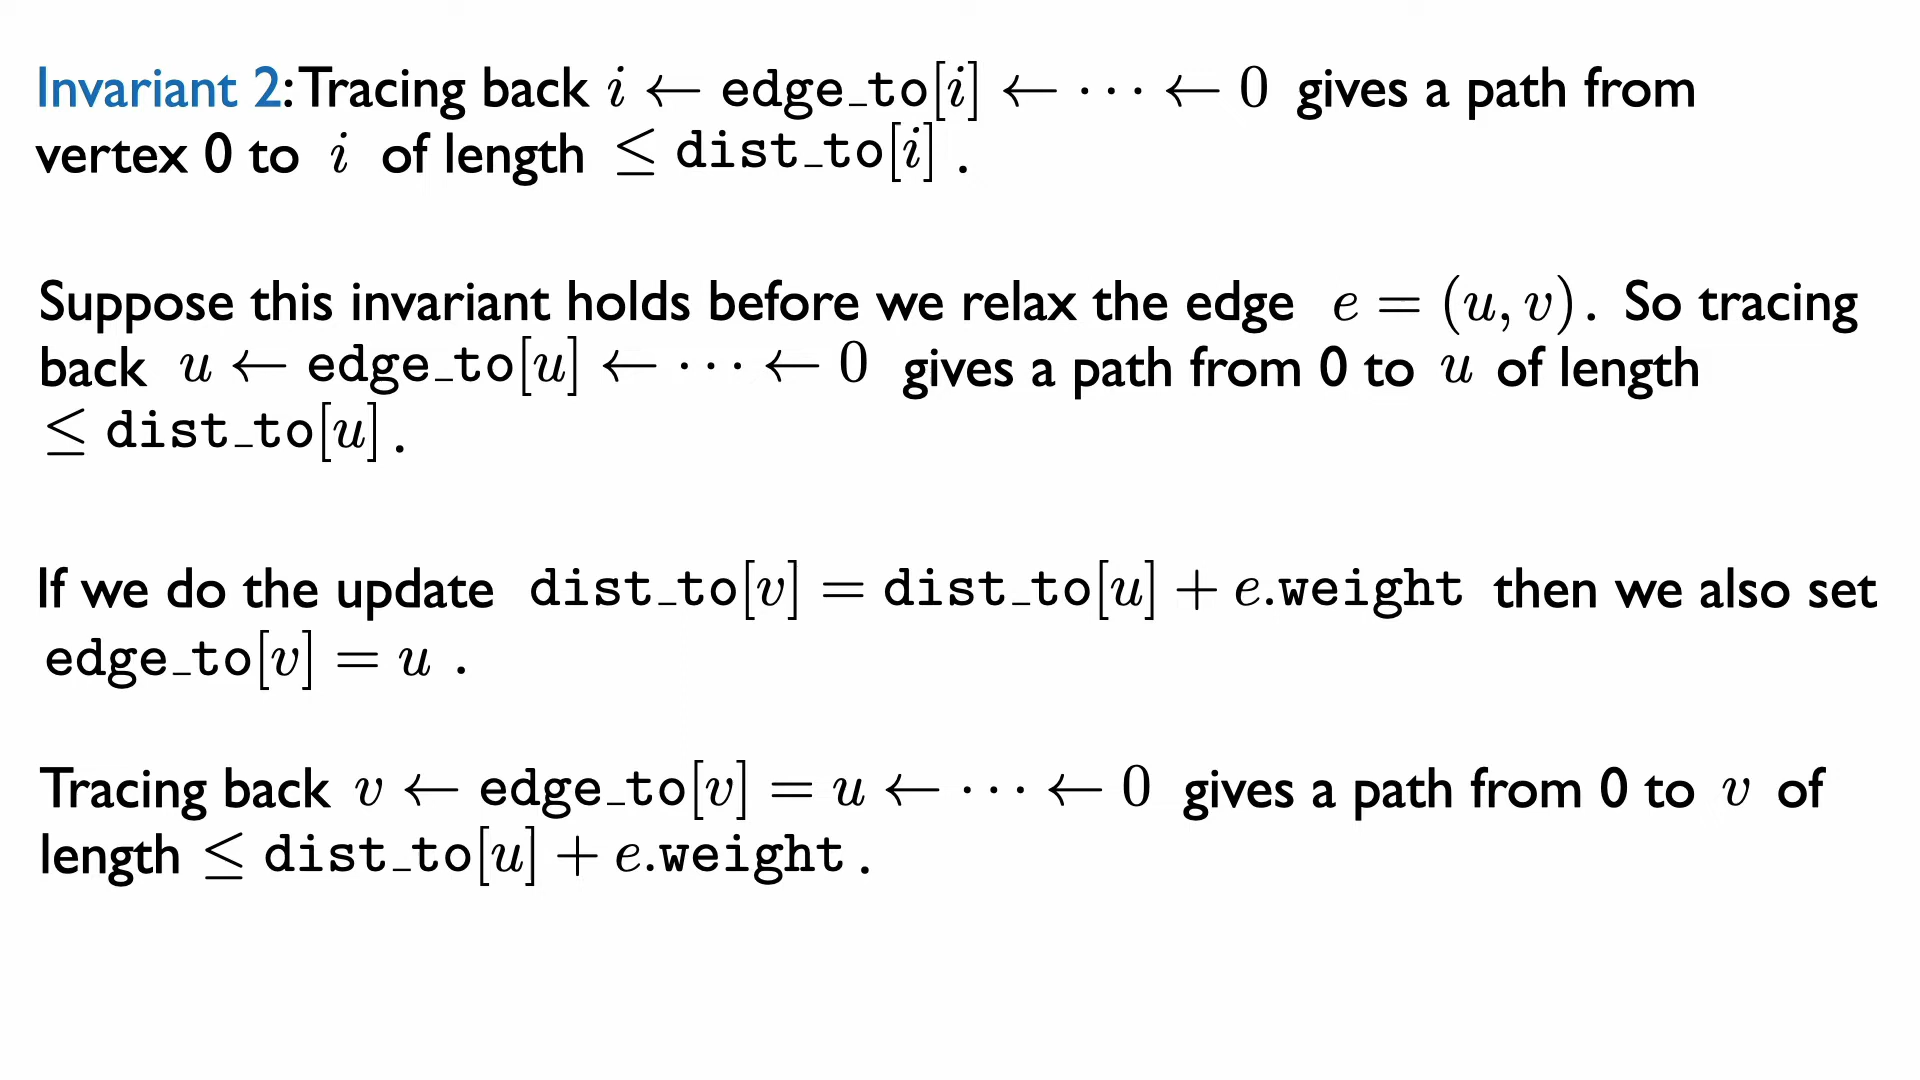 Invariant 2: Tracing back i ← edge_to[i] ← ··· ← 0 gives a path from
vertex 0 to i of length ≤ dist_to[i] .
Suppose this invariant holds before we relax the edge e = (u, v). So tracing
back u ← edge_to[u] ← ··· ← 0 gives a path from 0 to u of length
≤ dist_to[u] .
If we do the update dist_to[v] = dist_to[u] + e.weight then we also set
edge_to[v] = u .
Tracing back v ← edge_to[v] = u ← ··· ← 0 gives a path from 0 to v of
length ≤ dist_to[u] + e.weight .